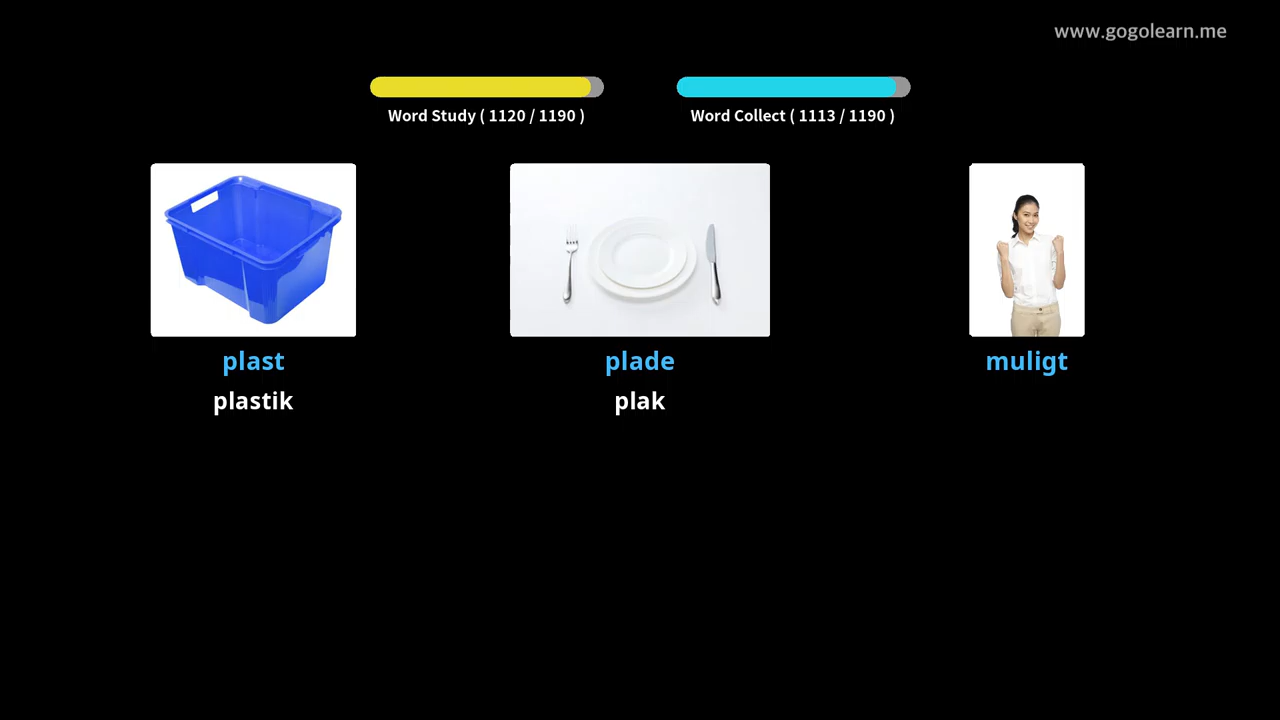 www.gogolearn.me
Word Study ( 1120 / 1190 )
Word Collect ( 1113 / 1190 )
plast
plade
muligt
plastik
plak